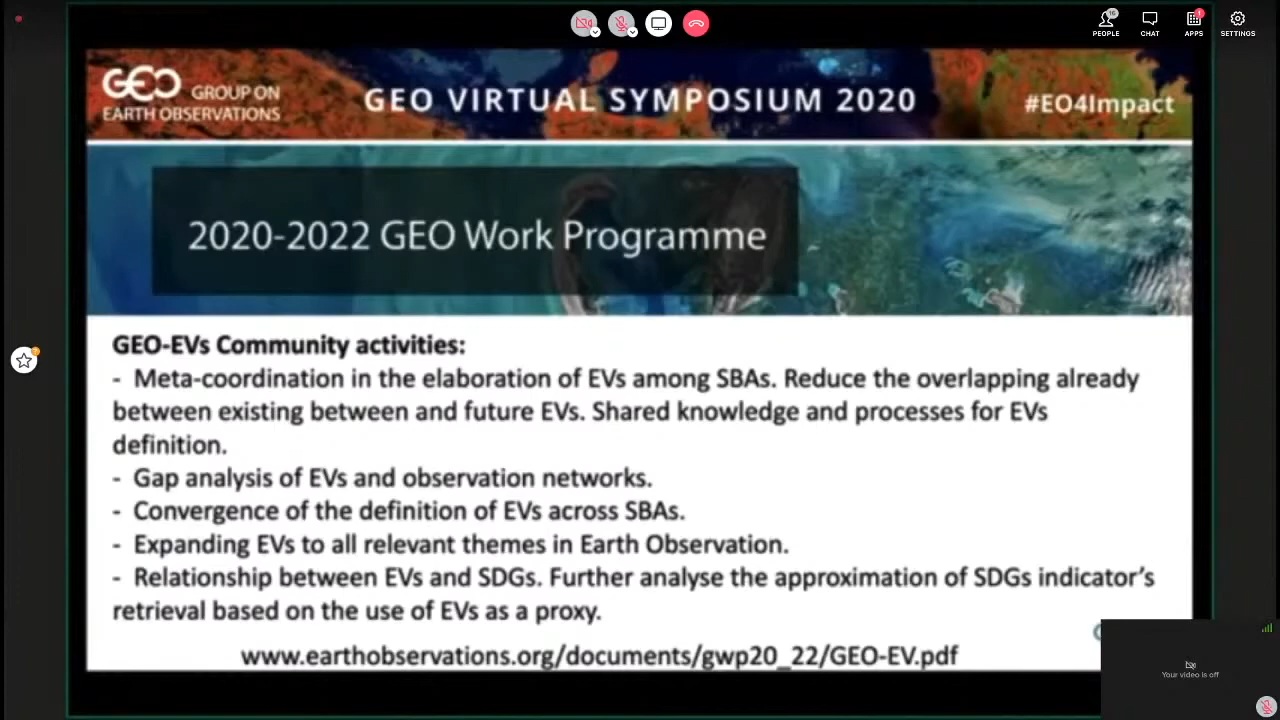 16
1
PEOPLE
CHAT
APPS
SETTINGS
GEO GROUP ON
EARTH OBSERVATIONS
GEO VIRTUAL SYMPOSIUM 2020
#EO4Impact
2020-2022 GEO Work Programme
GEO-EVs Community activities:
- Meta-coordination in the elaboration of EVs among SBAs. Reduce the overlapping already
between existing between and future EVs. Shared knowledge and processes for EVs
definition.
- Gap analysis of EVs and observation networks.
- Convergence of the definition of EVs across SBAs.
- Expanding EVs to all relevant themes in Earth Observation.
- Relationship between EVs and SDGs. Further analyse the approximation of SDGs indicator's
retrieval based on the use of EVs as a proxy.
www.earthobservations.org/documents/gwp20_22/GEO-EV.pdf
Your video is off